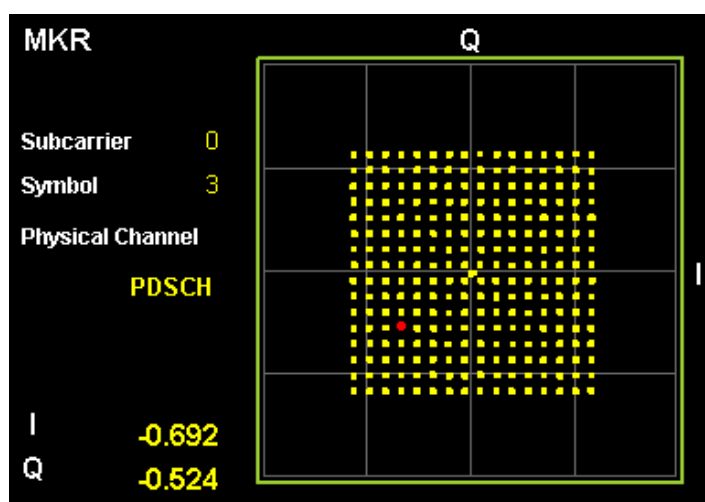 MKR
Q
Subcarrier 0
Symbol 3
Physical Channel
I
PDSCH
I -0.692
Q -0.524